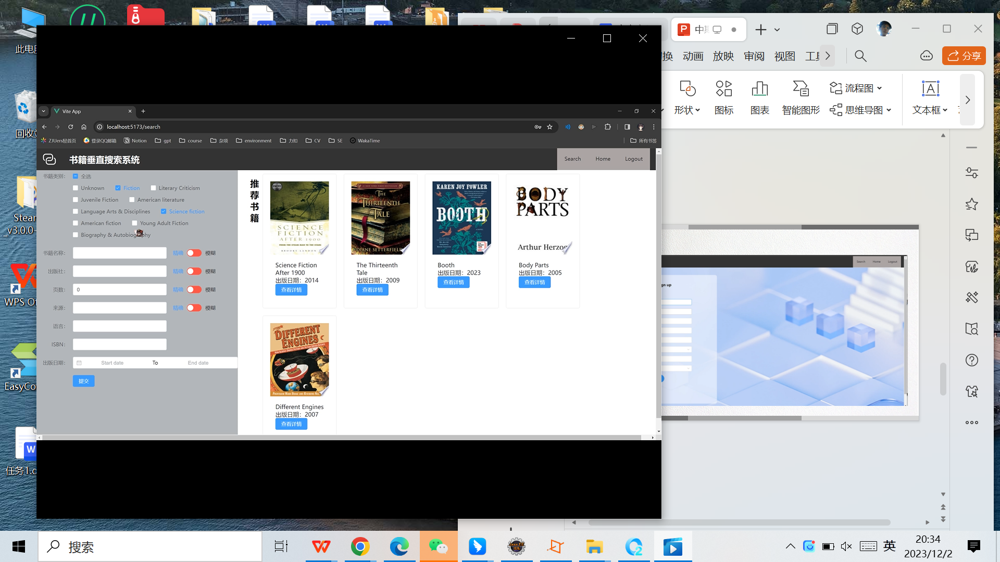 此电脑
回收站
Stear
_v3.0.0-
WPS Of
EasyCo
任务1.d
中期
换 动画 放映 审阅 视图 工具
分享
形状 图标 图表 智能图形 流程图 思维导图 文本框
Vite App
localhost:5173/search
ZJUers轻首页 登录QQ邮箱 Notion gpt course 杂项 environment 力扣 CV SE WakaTime 所有书签
书籍垂直搜索系统
Search Home Logout
书籍类别: 全选
Unknown Fiction Literary Criticism
Juvenile Fiction American literature
Language Arts & Disciplines Science fiction
American fiction Young Adult Fiction
Biography & Autobiography
书籍名称: 精确 模糊
出版社: 精确 模糊
页数: 0 精确 模糊
来源: 精确 模糊
语言:
ISBN:
出版日期: Start date To End date
提交
推荐书籍
SCIENCE
FICTION
AFTER 1900
FROM THE STEAM MAN TO THE STARS
BROOKS LANDON
Science Fiction
After 1900
出版日期：2014
查看详情
THE
THIRTEENTH
TALE
DIANE SETTERFIELD
The Thirteenth
Tale
出版日期：2009
查看详情
KAREN JOY FOWLER
BOOTH
Booth
出版日期：2023
查看详情
BODY
PARTS
Arthur Herzog
Body Parts
出版日期：2005
查看详情
DIFFERENT
ENGINES
Different Engines
出版日期：2007
查看详情
Search Home Logout
gn up
搜索
英
20:34
2023/12/2